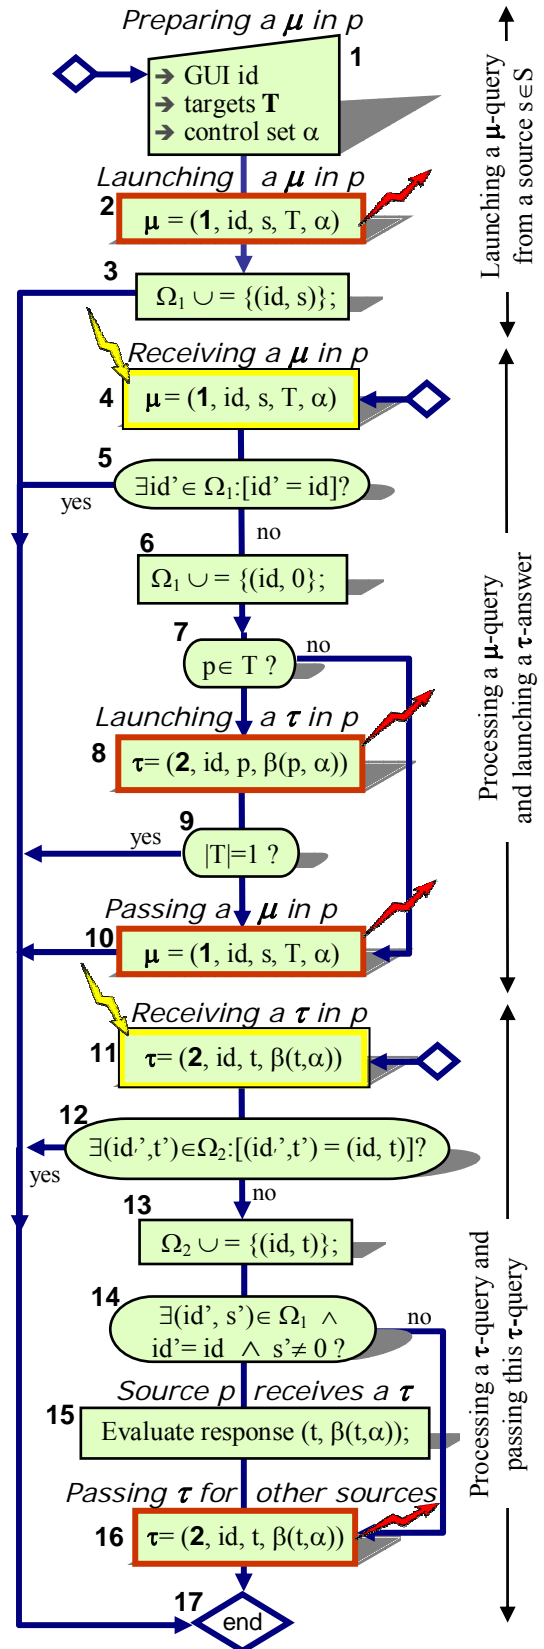 Preparing a μ in p
1
➔ GUI id
➔ targets T
➔ control set α
Launching a μ in p
2
μ = (1, id, s, T, α)
3
Ω₁ ∪ = {(id, s)};
Launching a μ-query
from a source s∈S
Receiving a μ in p
4
μ = (1, id, s, T, α)
5
∃id’ ∈ Ω₁:[id’ = id]?
yes
no
6
Ω₁ ∪ = {(id, 0};
7
p∈ T ?
no
Launching a τ in p
8
τ= (2, id, p, β(p, α))
9
yes
|T|=1 ?
Passing a μ in p
10
μ = (1, id, s, T, α)
Processing a μ-query
and launching a τ-answer
Receiving a τ in p
11
τ= (2, id, t, β(t,α))
12
∃(id’,t’)∈Ω₂:[(id’,t’) = (id, t)]?
yes
no
13
Ω₂ ∪ = {(id, t)};
14
∃(id', s’)∈ Ω₁ ∧
id’= id ∧ s’≠ 0 ?
no
Source p receives a τ
15
Evaluate response (t, β(t,α));
Passing τ for other sources
16
τ= (2, id, t, β(t,α))
17
end
Processing a τ-query and
passing this τ-query